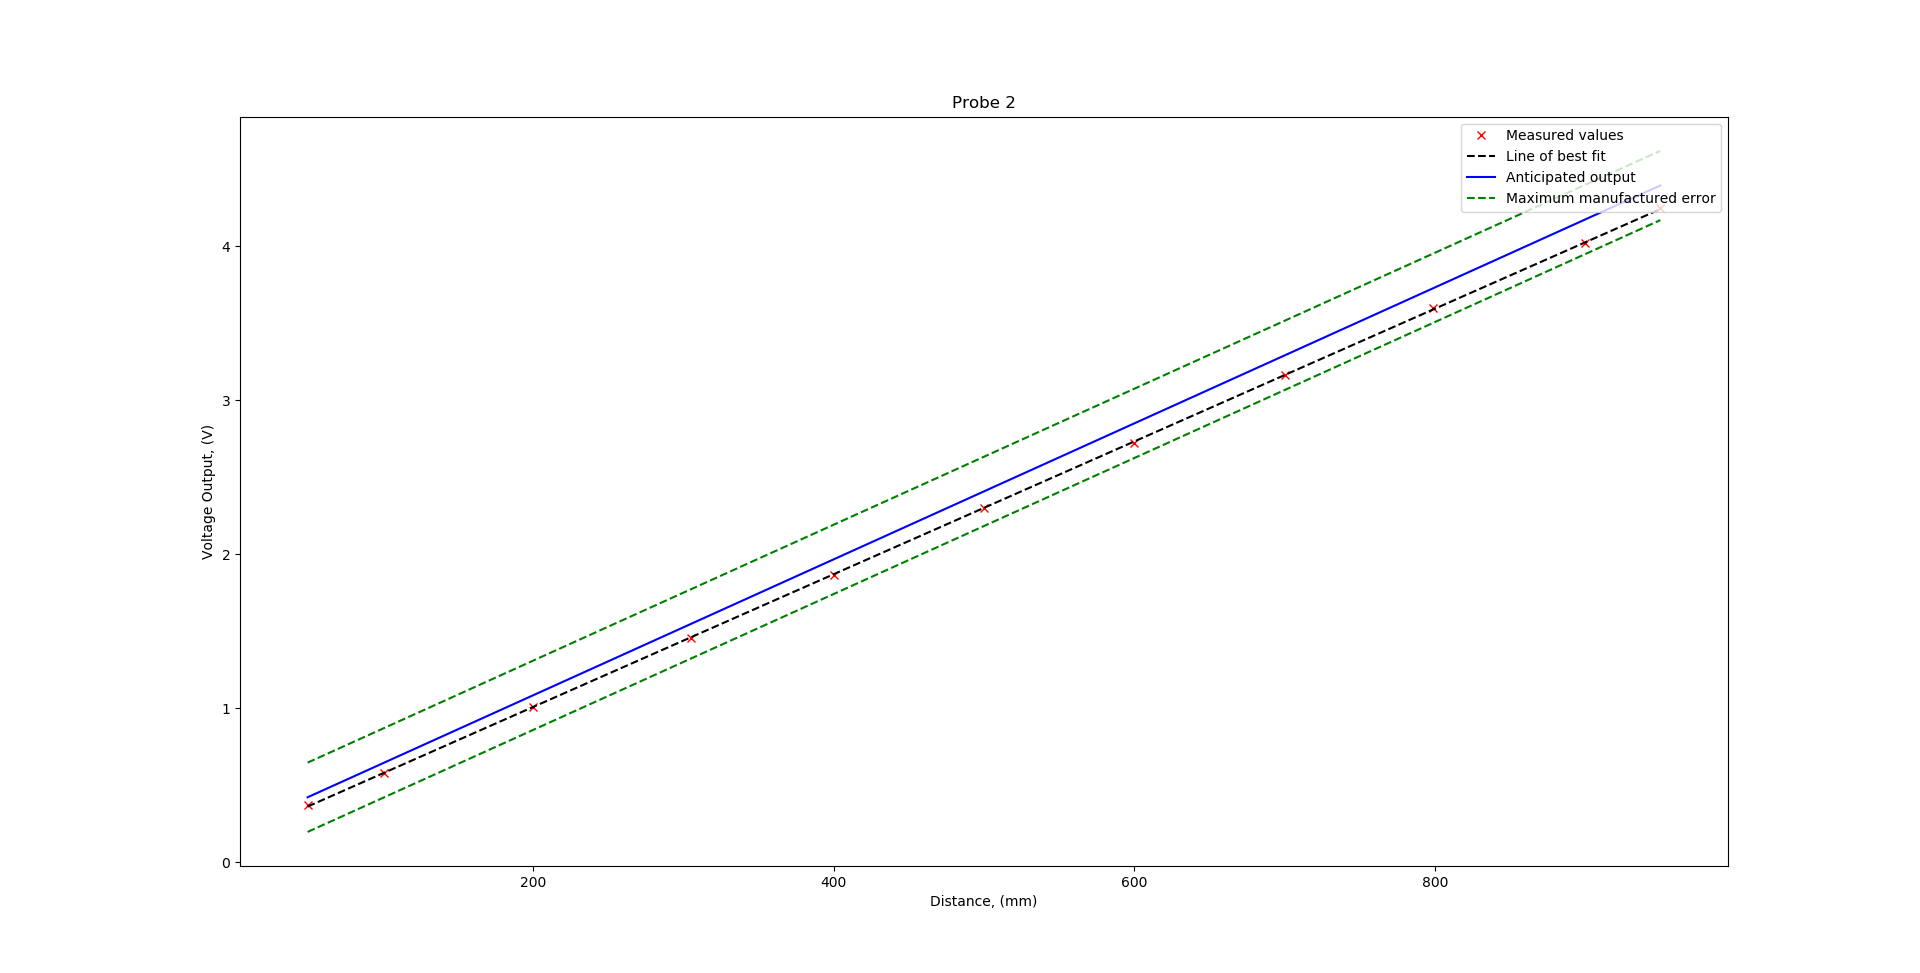 Probe 2
Measured values
Line of best fit
Anticipated output
Maximum manufactured error
4
3
2
1
0
Voltage Output, (V)
200 400 600 800
Distance, (mm)